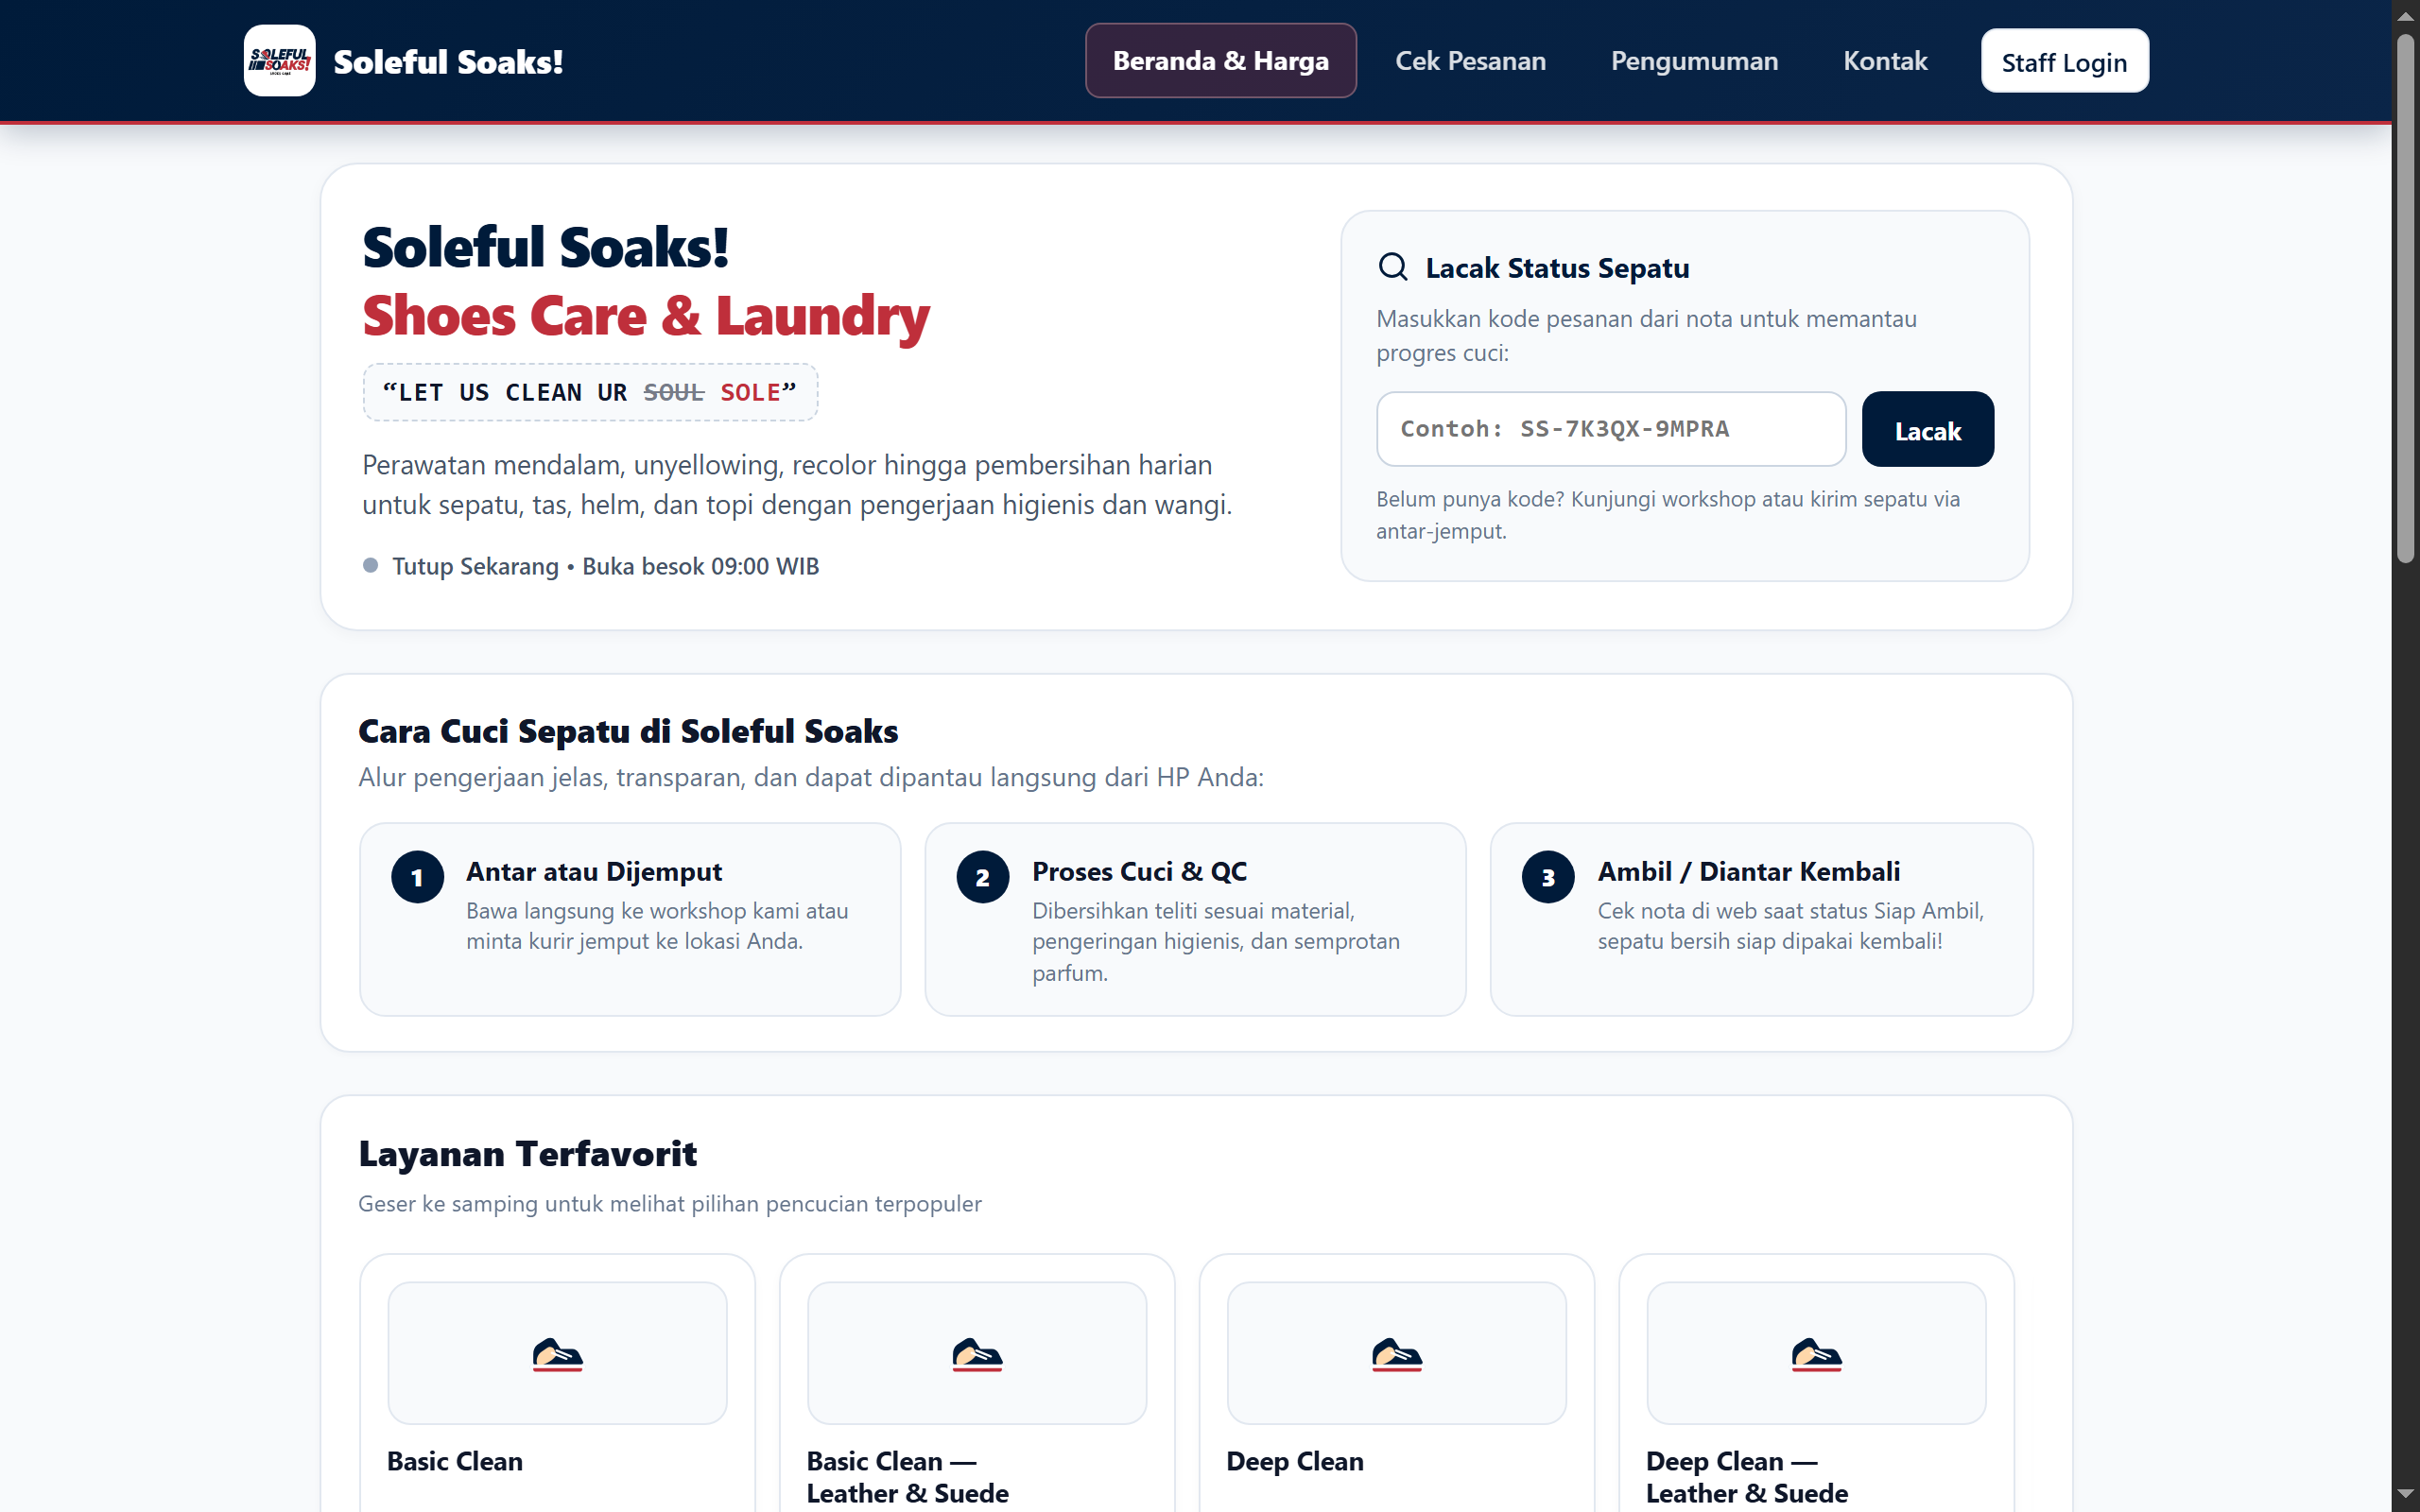 SOLEFUL
SOAKS!
Soleful Soaks!
Beranda & Harga
Cek Pesanan
Pengumuman
Kontak
Staff Login
Soleful Soaks!
Shoes Care & Laundry
“LET US CLEAN UR SOUL SOLE”
Perawatan mendalam, unyellowing, recolor hingga pembersihan harian
untuk sepatu, tas, helm, dan topi dengan pengerjaan higienis dan wangi.
Tutup Sekarang • Buka besok 09:00 WIB
Lacak Status Sepatu
Masukkan kode pesanan dari nota untuk memantau
progres cuci:
Contoh: SS-7K3QX-9MPRA
Lacak
Belum punya kode? Kunjungi workshop atau kirim sepatu via
antar-jemput.
Cara Cuci Sepatu di Soleful Soaks
Alur pengerjaan jelas, transparan, dan dapat dipantau langsung dari HP Anda:
1
Antar atau Dijemput
Bawa langsung ke workshop kami atau
minta kurir jemput ke lokasi Anda.
2
Proses Cuci & QC
Dibersihkan teliti sesuai material,
pengeringan higienis, dan semprotan
parfum.
3
Ambil / Diantar Kembali
Cek nota di web saat status Siap Ambil,
sepatu bersih siap dipakai kembali!
Layanan Terfavorit
Geser ke samping untuk melihat pilihan pencucian terpopuler
Basic Clean
Basic Clean —
Leather & Suede
Deep Clean
Deep Clean —
Leather & Suede